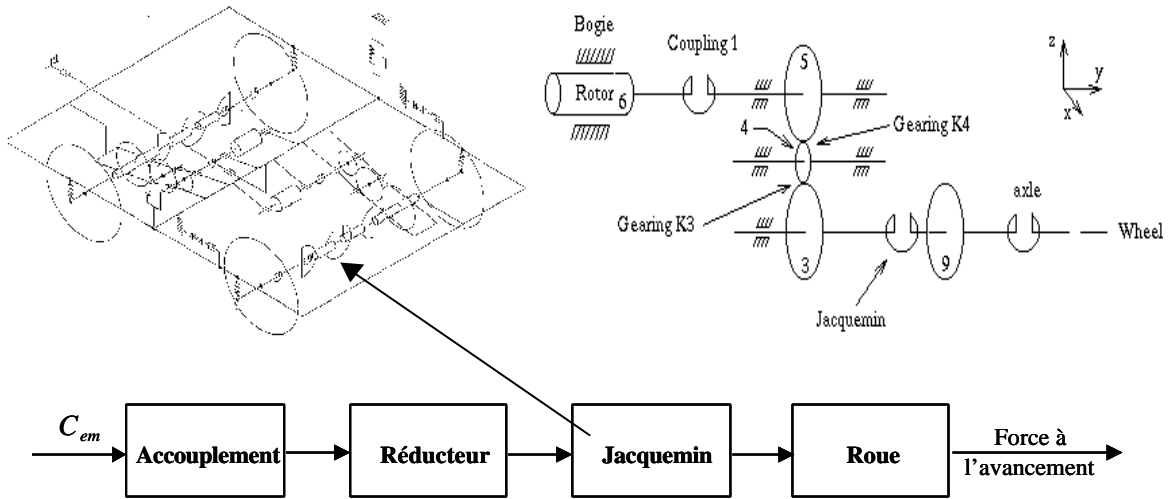 Bogie
Coupling 1
5
Rotor 6
4
Gearing K4
z
y
x
Gearing K3
3
9
axle
Wheel
Jacquemin
C em
Accouplement
Réducteur
Jacquemin
Roue
Force à
l'avancement